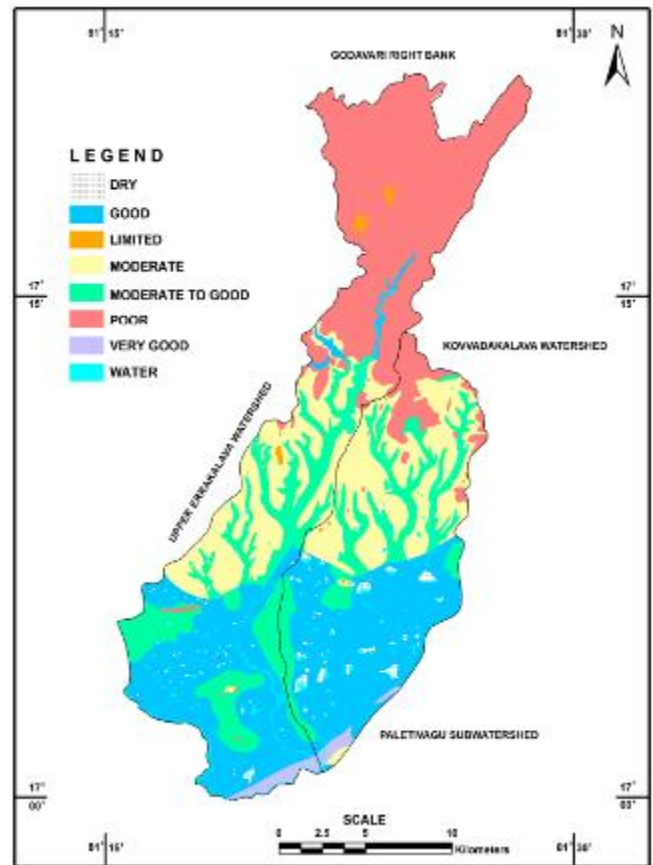 81° 15'
81° 30'
N
GODAVARI RIGHT BANK
LEGEND
DRY
GOOD
LIMITED
MODERATE
MODERATE TO GOOD
POOR
VERY GOOD
WATER
17°
15'
17°
15'
KOVVADAKALAVA WATERSHED
UPPER ERRAKALAVA WATERSHED
PALETIVAGU SUBWATERSHED
17°
00'
17°
00'
SCALE
0 2.5 5 10
Kilometers
81° 15'
81° 30'